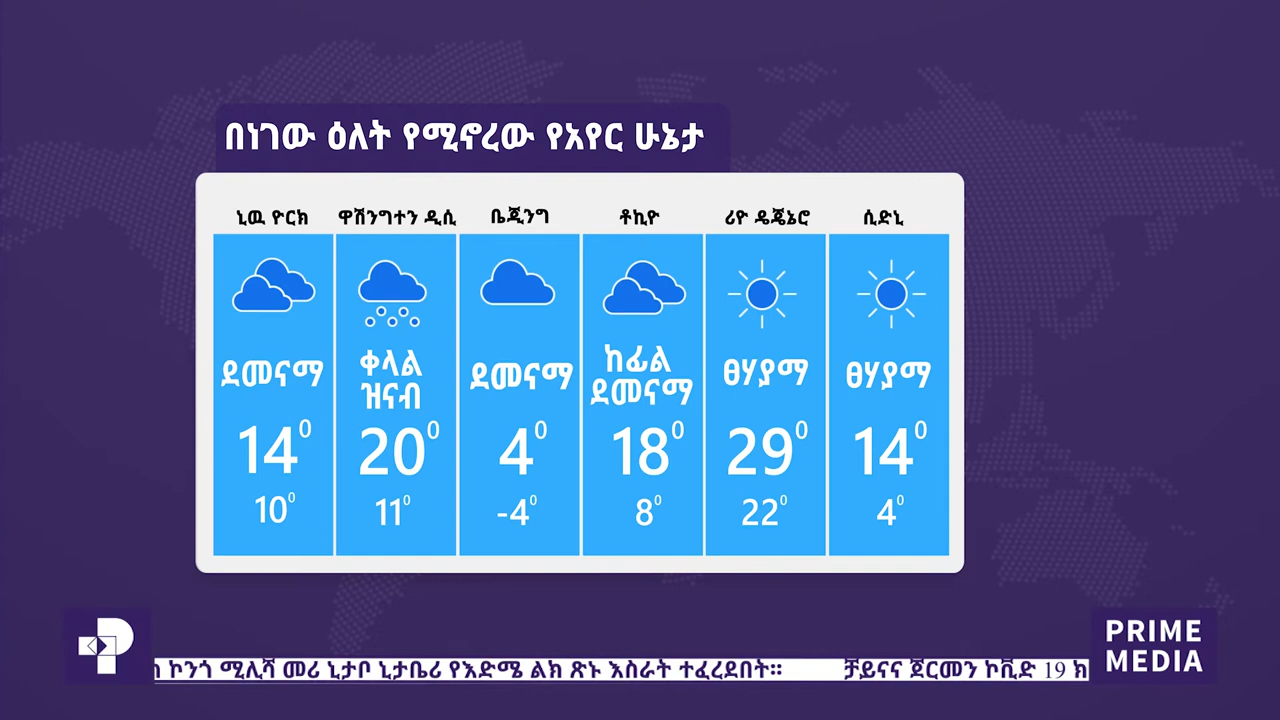 በነገው ዕለት የሚኖረው የአየር ሁኔታ
ኒዉ ዮርክ
ዋሽንግተን ዲሲ
ቤጂንግ
ቶኪዮ
ሪዮ ዴጄኔሮ
ሲድኒ
ደመናማ
ቀላል
ዝናብ
ደመናማ
ከፊል
ደመናማ
ፀሃያማ
ፀሃያማ
14⁰
20⁰
4⁰
18⁰
29⁰
14⁰
10⁰
11⁰
-4⁰
8⁰
22⁰
4⁰
ኮንጎ ሚሊሻ መሪ ኒታቦ ኒታቤሪ የእድሜ ልክ ጽኑ እስራት ተፈረደበት። ቻይናና ጀርመን ኮቪድ 19 ክ
PRIME
MEDIA